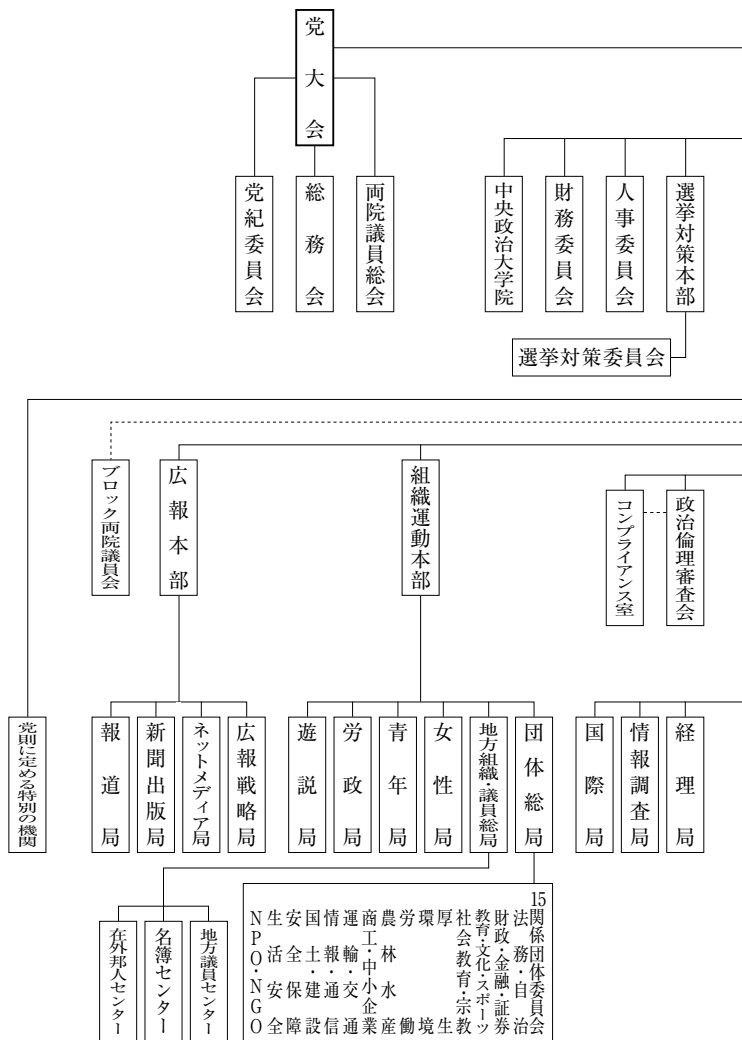 党大会
両院議員総会
総務会
党紀委員会
選挙対策本部
人事委員会
財務委員会
中央政治大学院
選挙対策委員会
政治倫理審査会
コンプライアンス室
組織運動本部
広報本部
ブロック両院議員会
経理局
情報調査局
国際局
団体総局
地方組織・議員総局
女性局
青年局
労政局
遊説局
広報戦略局
ネットメディア局
新聞出版局
報道局
党則に定める特別の機関
15関係団体委員会
法務・自治
財政・金融・証券
教育・文化・スポーツ
社会教育・宗教
厚生
環境
労働
農林水産
商工・中小企業
運輸・交通
情報・通信
国土・建設
安全保障
生活安全
NPO・NGO
地方議員センター
名簿センター
在外邦人センター